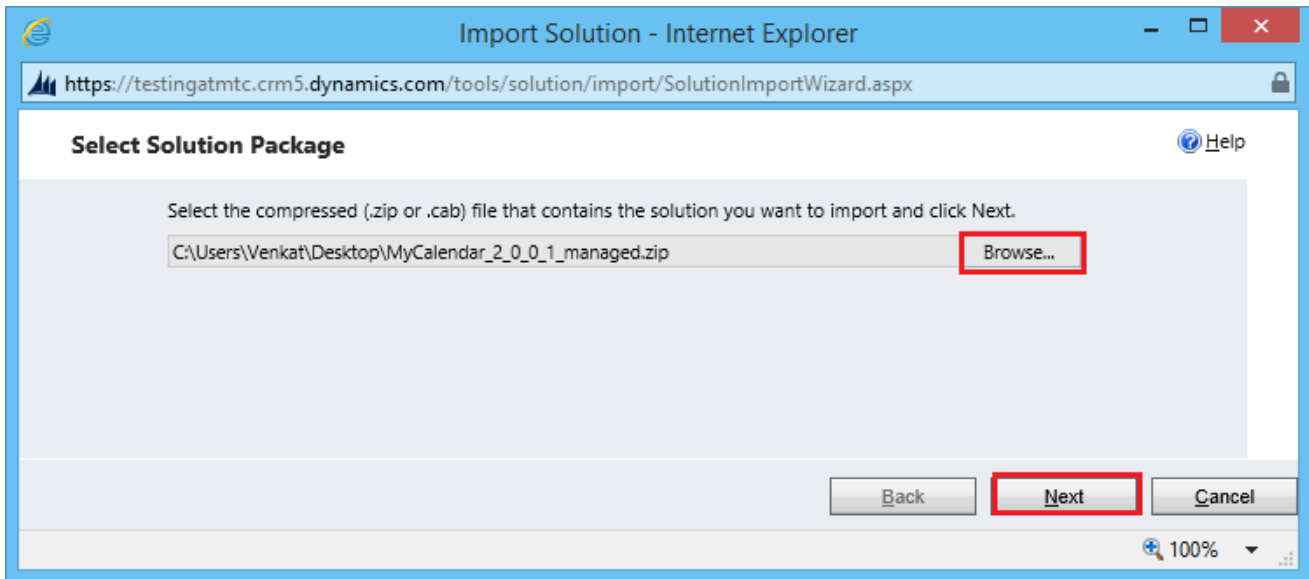 Import Solution - Internet Explorer
https://testingatmtc.crm5.dynamics.com/tools/solution/import/SolutionImportWizard.aspx
Select Solution Package
Help
Select the compressed (.zip or .cab) file that contains the solution you want to import and click Next.
C:\Users\Venkat\Desktop\MyCalendar_2_0_0_1_managed.zip
Browse...
Back
Next
Cancel
100%